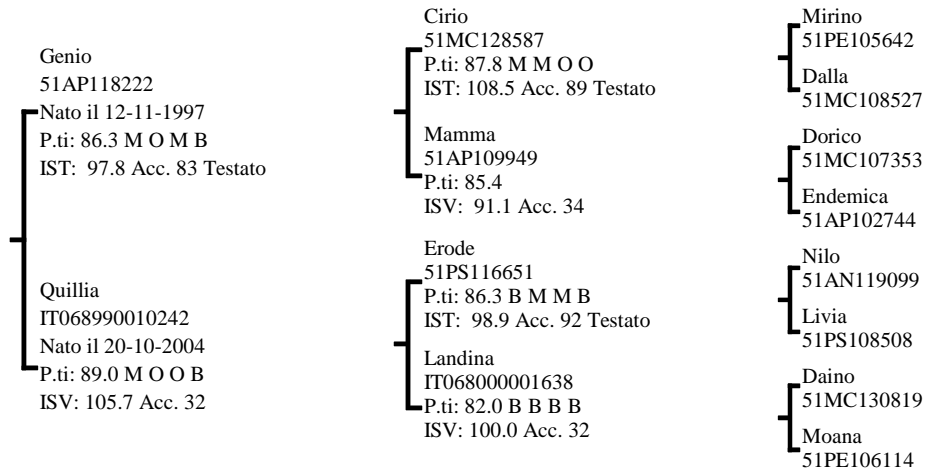 Genio
51AP118222
Nato il 12-11-1997
P.ti: 86.3 M O M B
IST: 97.8 Acc. 83 Testato
Quillia
IT068990010242
Nato il 20-10-2004
P.ti: 89.0 M O O B
ISV: 105.7 Acc. 32
Cirio
51MC128587
P.ti: 87.8 M M O O
IST: 108.5 Acc. 89 Testato
Mamma
51AP109949
P.ti: 85.4
ISV: 91.1 Acc. 34
Erode
51PS116651
P.ti: 86.3 B M M B
IST: 98.9 Acc. 92 Testato
Landina
IT068000001638
P.ti: 82.0 B B B B
ISV: 100.0 Acc. 32
Mirino
51PE105642
Dalla
51MC108527
Dorico
51MC107353
Endemica
51AP102744
Nilo
51AN119099
Livia
51PS108508
Daino
51MC130819
Moana
51PE106114